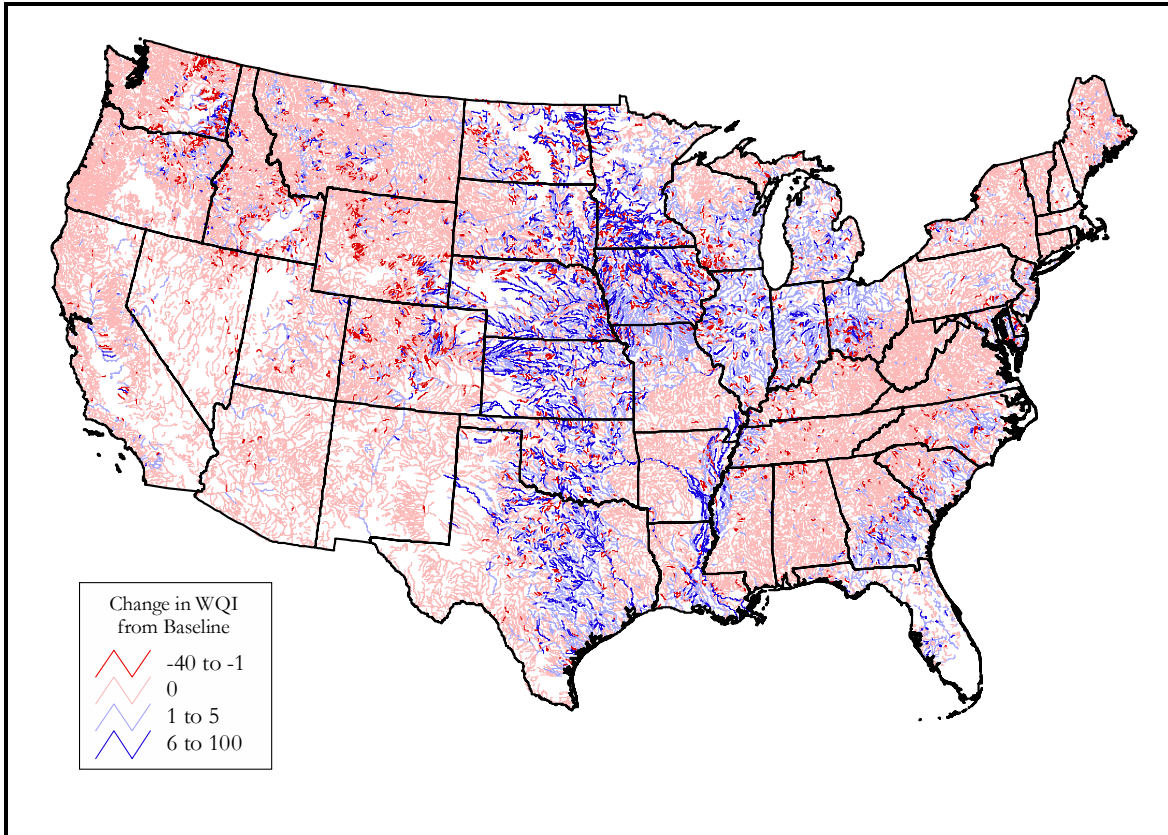 Change in WQI
from Baseline
-40 to -1
0
1 to 5
6 to 100